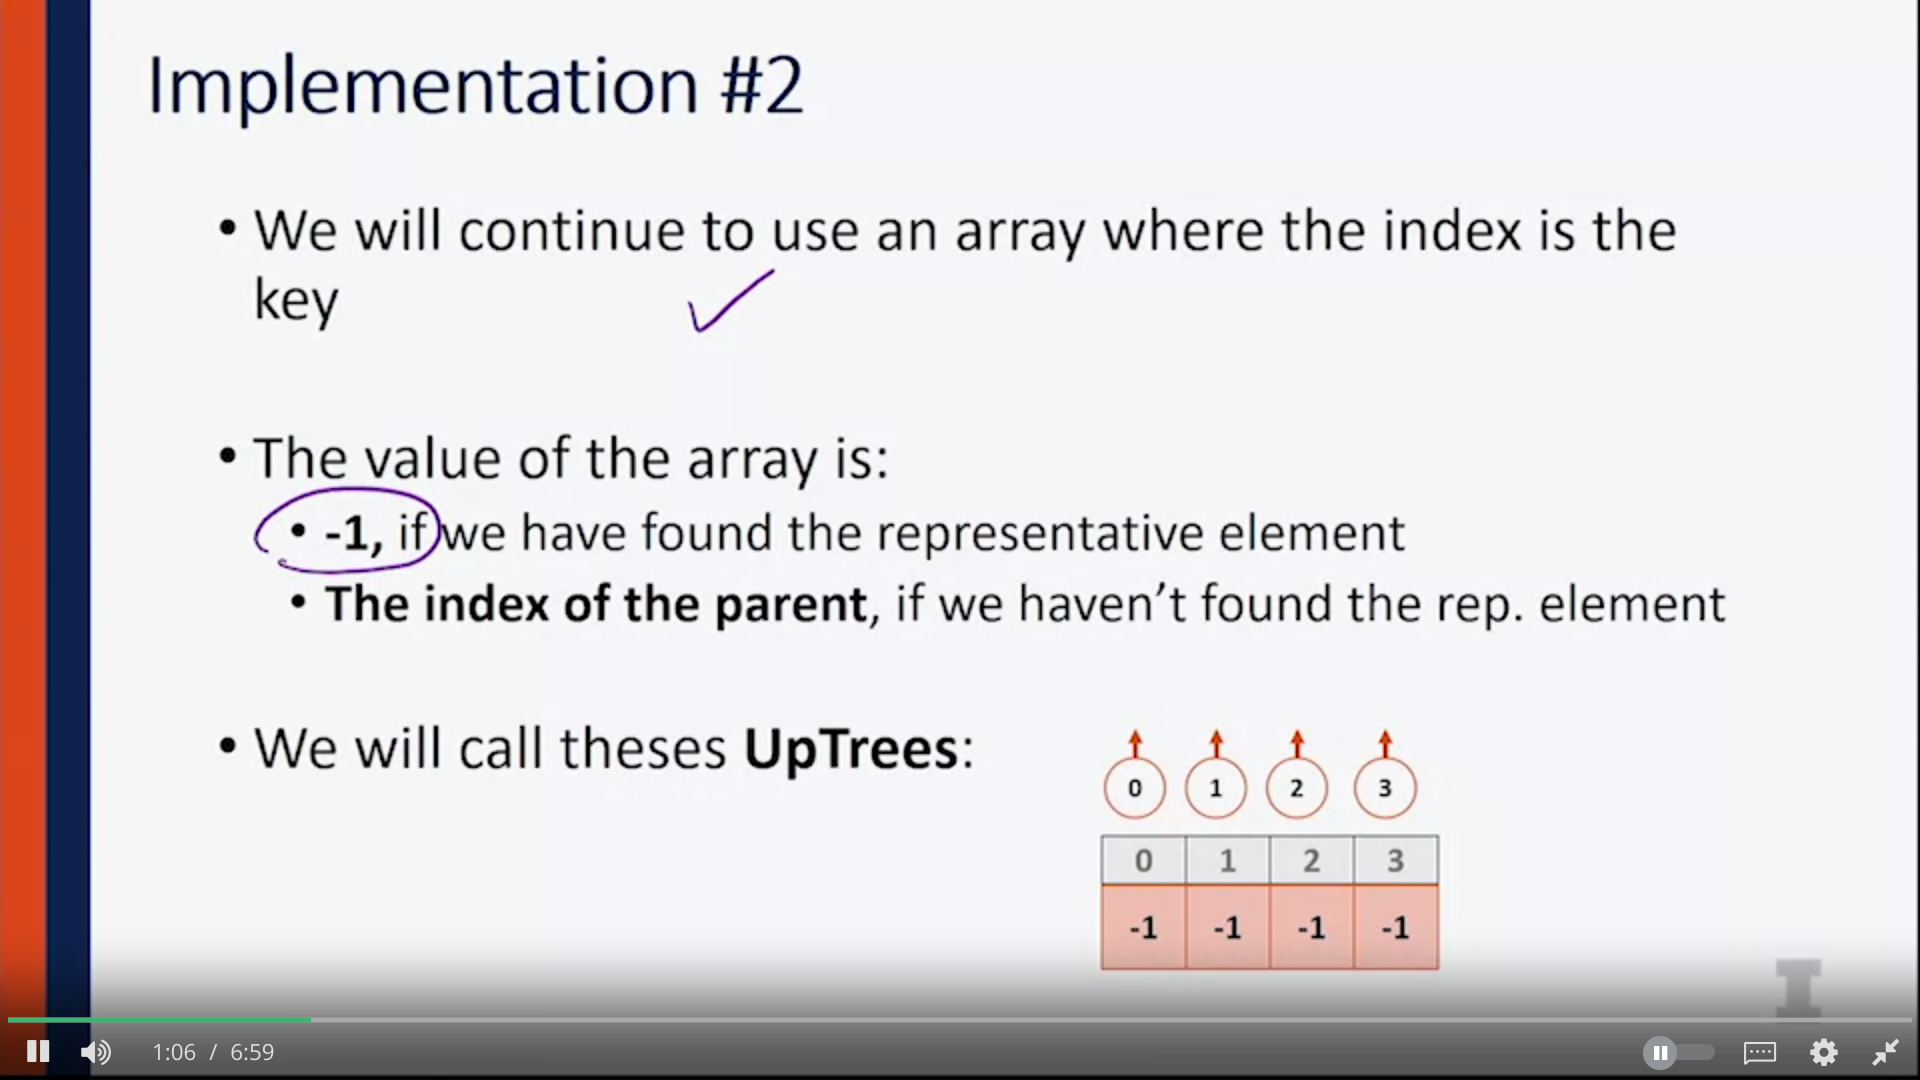 Implementation #2
• We will continue to use an array where the index is the
key
• The value of the array is:
• -1, if we have found the representative element
• The index of the parent, if we haven't found the rep. element
• We will call theses UpTrees:
0 1 2 3
0 1 2 3
-1 -1 -1 -1
I
1:06 / 6:59